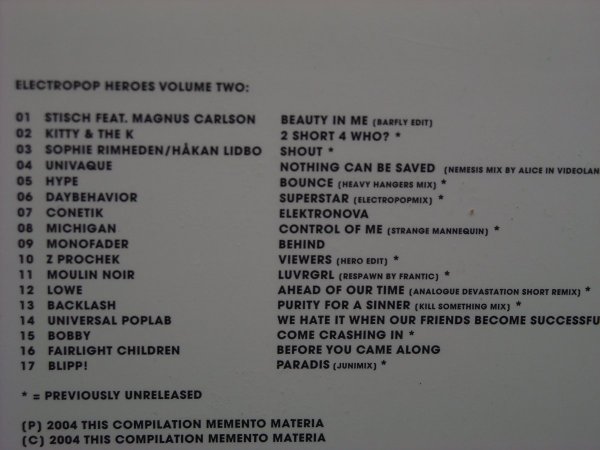 ELECTROPOP HEROES VOLUME TWO:
01 STISCH FEAT. MAGNUS CARLSON BEAUTY IN ME (BARFLY EDIT)
02 KITTY & THE K 2 SHORT 4 WHO? *
03 SOPHIE RIMHEDEN/HÅKAN LIDBO SHOUT *
04 UNIVAQUE NOTHING CAN BE SAVED (NEMESIS MIX BY ALICE IN VIDEOLAN
05 HYPE BOUNCE (HEAVY HANGERS MIX) *
06 DAYBEHAVIOR SUPERSTAR (ELECTROPOPMIX) *
07 CONETIK ELEKTRONOVA
08 MICHIGAN CONTROL OF ME (STRANGE MANNEQUIN) *
09 MONOFADER BEHIND
10 Z PROCHEK VIEWERS (HERO EDIT) *
11 MOULIN NOIR LUVRGRL (RESPAWN BY FRANTIC) *
12 LOWE AHEAD OF OUR TIME (ANALOGUE DEVASTATION SHORT REMIX) *
13 BACKLASH PURITY FOR A SINNER (KILL SOMETHING MIX) *
14 UNIVERSAL POPLAB WE HATE IT WHEN OUR FRIENDS BECOME SUCCESSFU
15 BOBBY COME CRASHING IN *
16 FAIRLIGHT CHILDREN BEFORE YOU CAME ALONG
17 BLIPP! PARADIS (JUNIMIX) *
* = PREVIOUSLY UNRELEASED
(P) 2004 THIS COMPILATION MEMENTO MATERIA
(C) 2004 THIS COMPILATION MEMENTO MATERIA